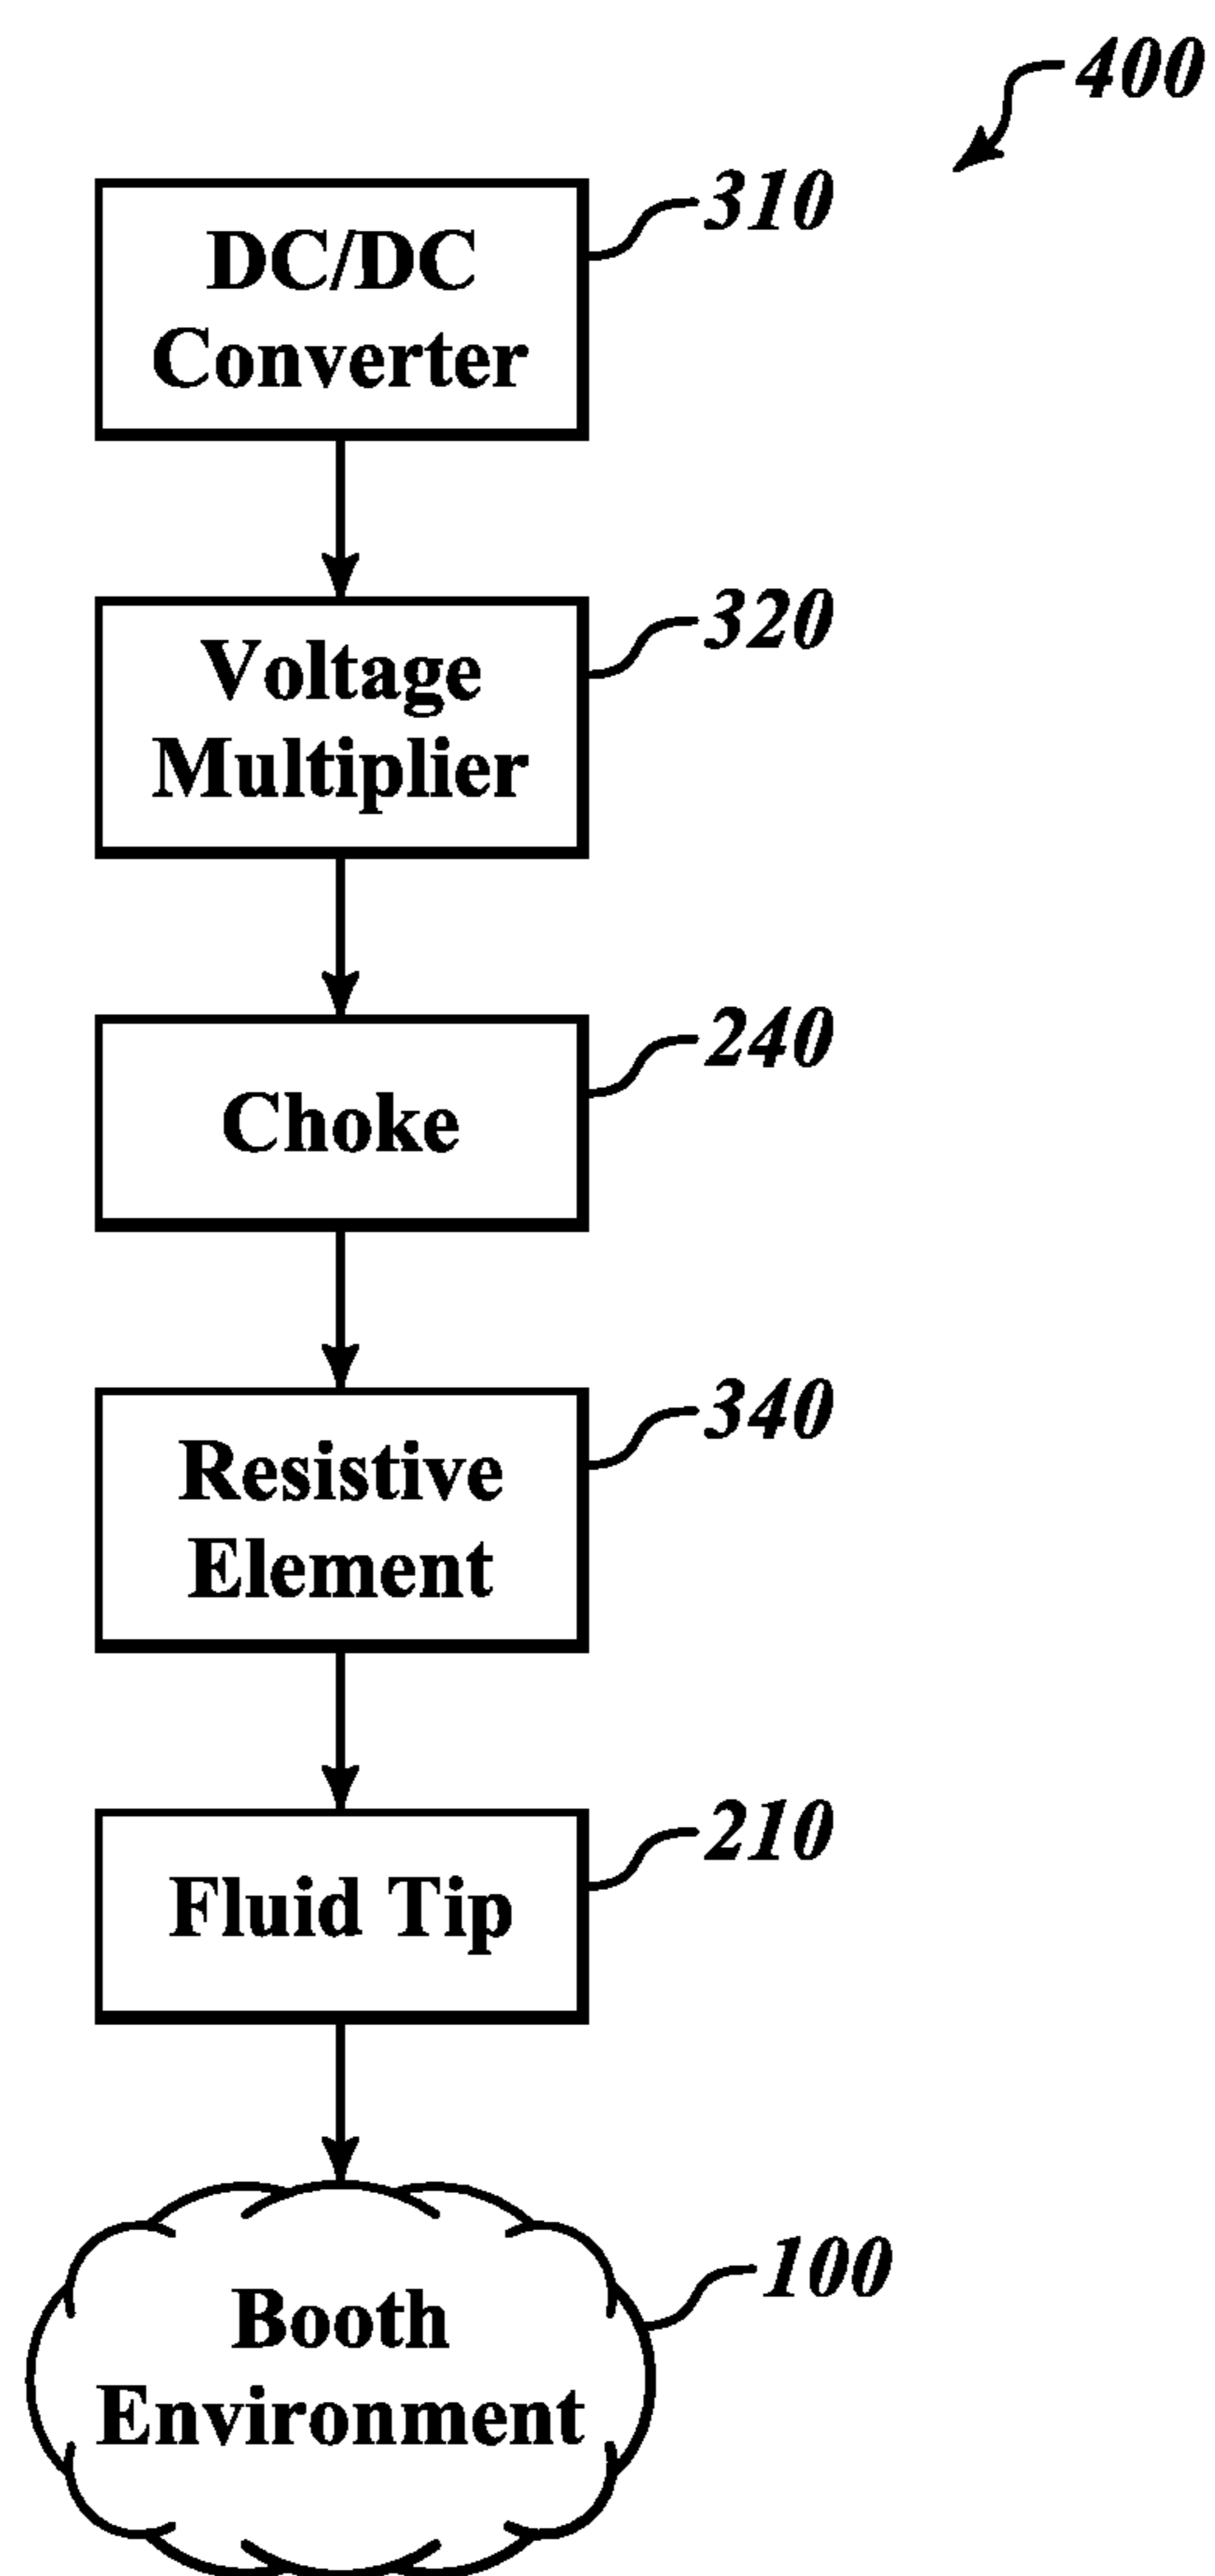 400
310
DC/DC
Converter
320
Voltage
Multiplier
240
Choke
340
Resistive
Element
210
Fluid Tip
100
Booth
Environment